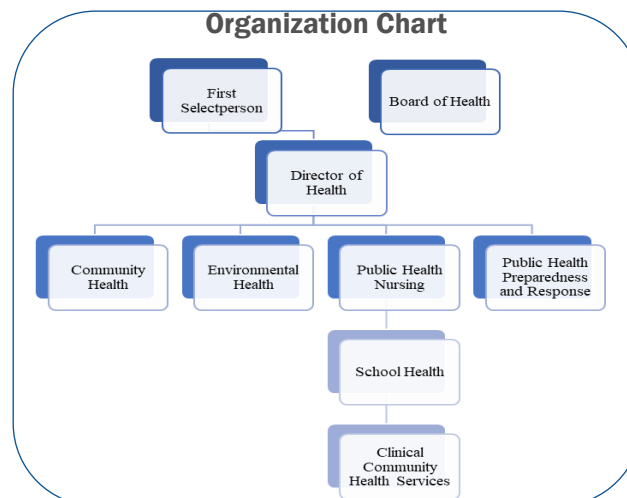 Organization Chart
First
Selectperson
Board of Health
Director of
Health
Community
Health
Environmental
Health
Public Health
Nursing
Public Health
Preparedness
and Response
School Health
Clinical
Community
Health Services